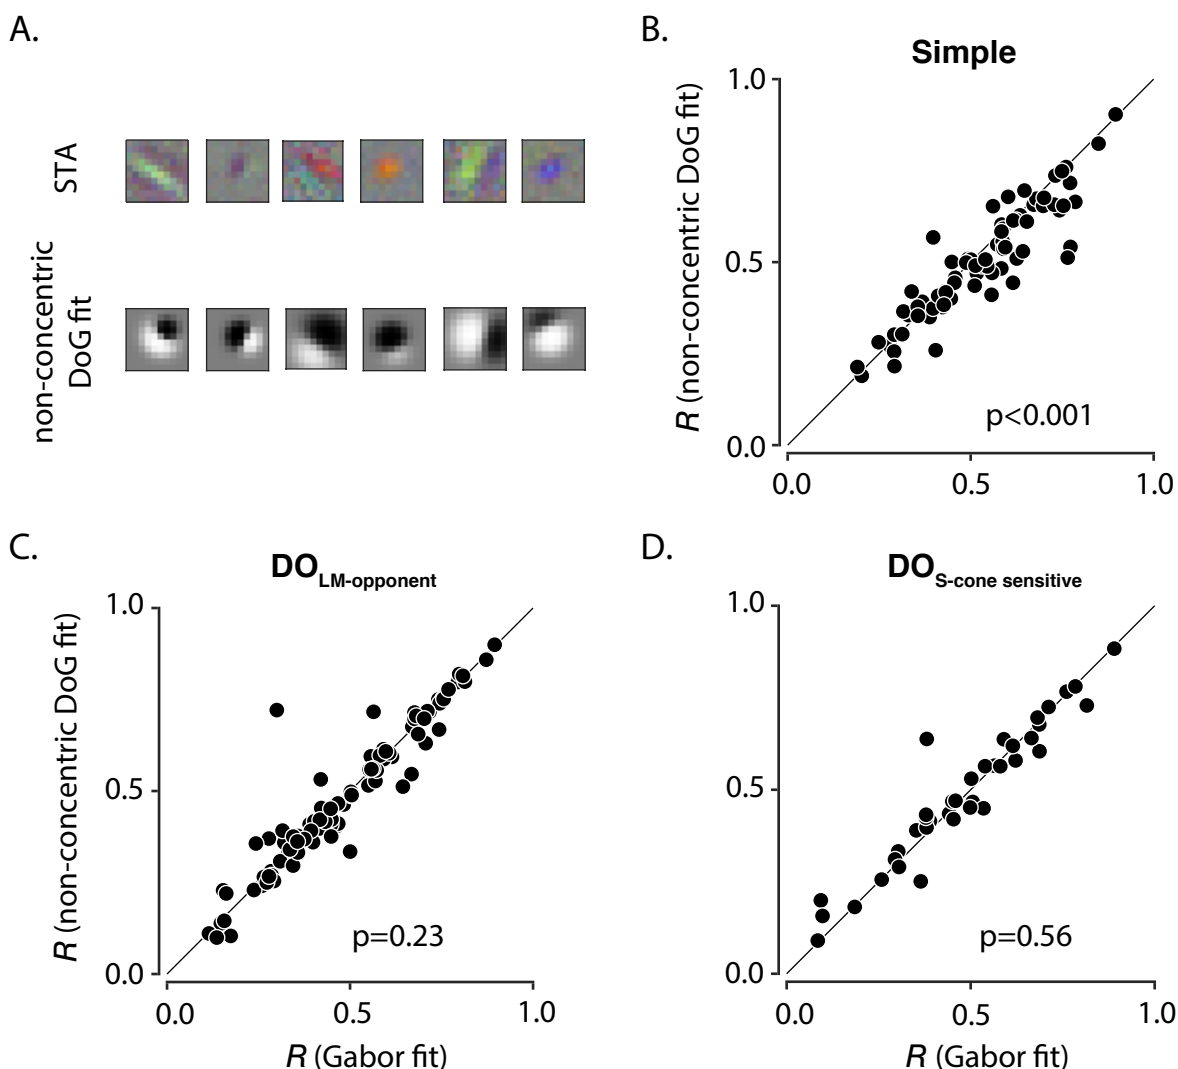 A.
STA
non-concentric
DoG fit
B.
Simple
R (non-concentric DoG fit)
1.0
0.5
0.0
p<0.001
0.0 0.5 1.0
C.
DO LM-opponent
R (non-concentric DoG fit)
1.0
0.5
0.0
p=0.23
0.0 0.5 1.0
R (Gabor fit)
D.
DO S-cone sensitive
1.0
0.5
0.0
p=0.56
0.0 0.5 1.0
R (Gabor fit)